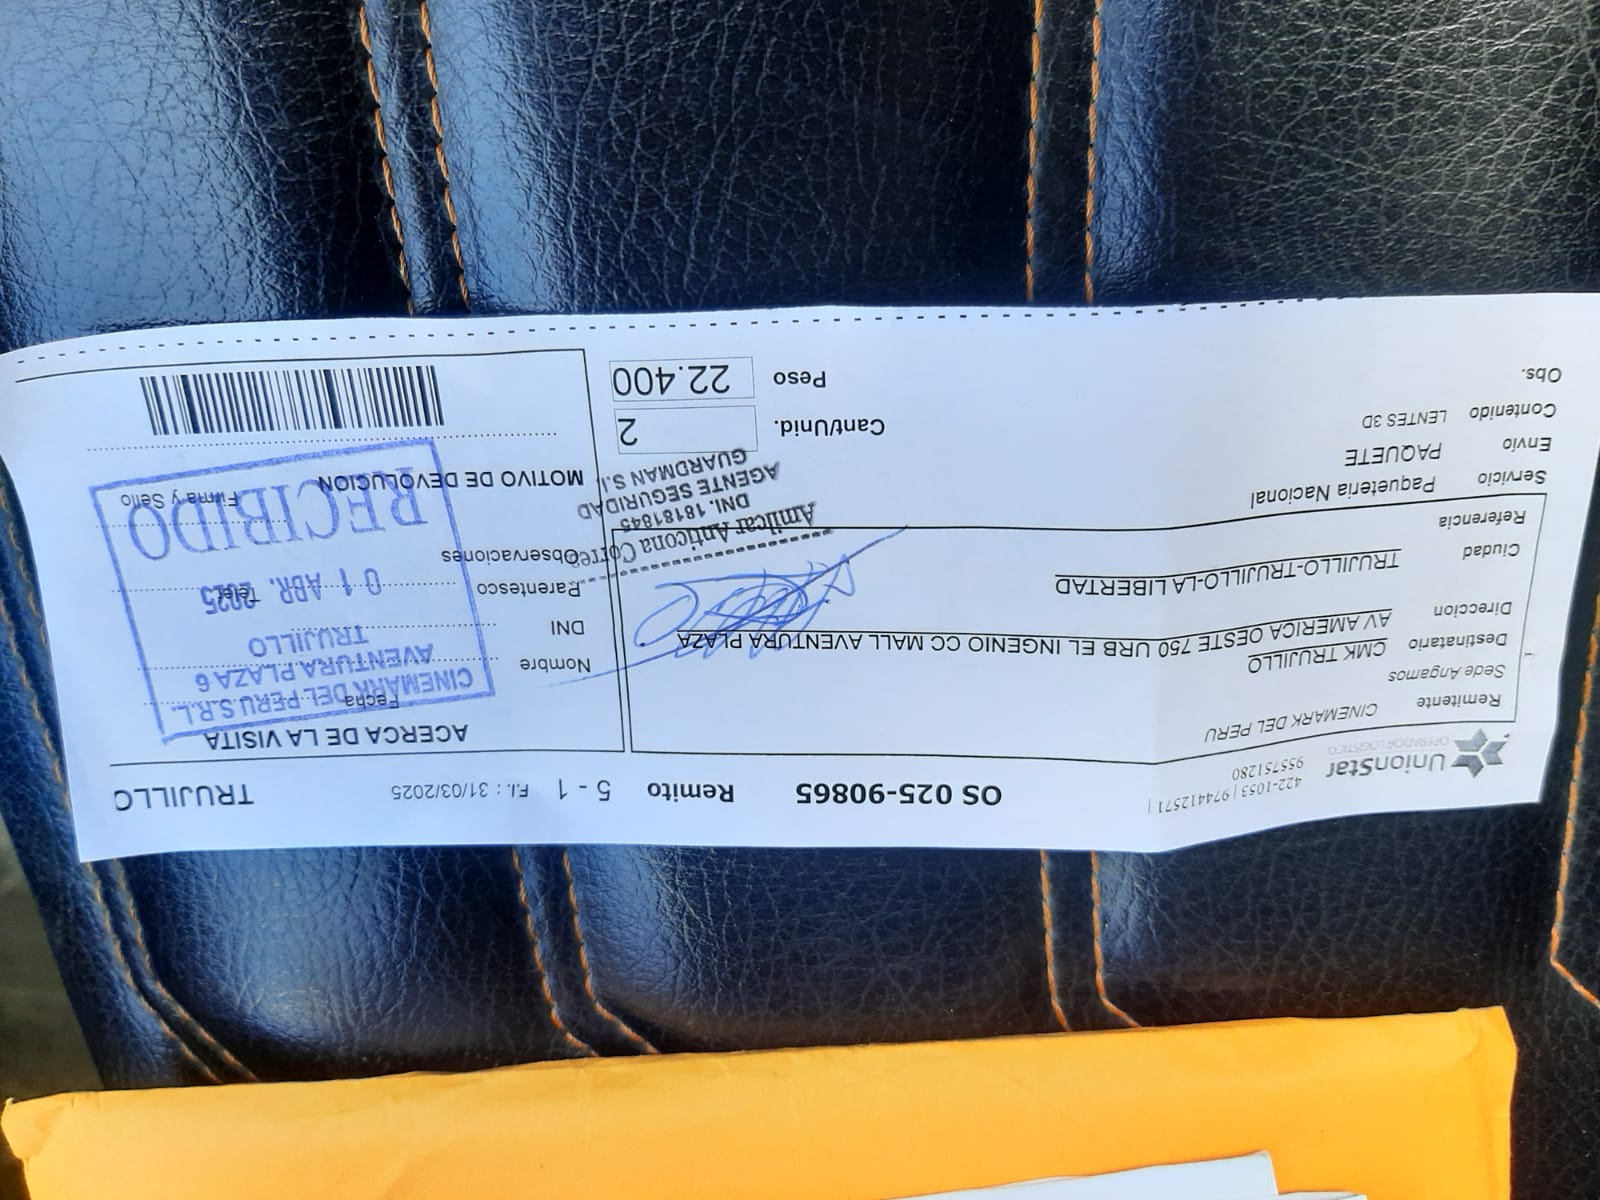 UnionStar
OPERADOR LOGISTICO
422-1053 | 974412571 |
955751280
OS 025-90865
Remito 5 - 1
F.I. : 31/03/2025
TRUJILLO
Remitente CINEMARK DEL PERU
Sede Angamos
Destinatario CMK TRUJILLO
Direccion AV AMERICA OESTE 750 URB EL INGENIO CC MALL AVENTURA PLAZA
Ciudad TRUJILLO-TRUJILLO-LA LIBERTAD
Referencia
Servicio Paqueteria Nacional
Envio PAQUETE
Contenido LENTES 3D
Obs.
Amilcar Anticona Correa
DNI. 18181845
AGENTE SEGURIDAD
GUARDMAN S.
Cant/Unid. 2
Peso 22.400
ACERCA DE LA VISITA
Fecha
Nombre
DNI
Parentesco Telef
Observaciones
Firma y Sello
MOTIVO DE DEVOLUCION
CINEMARK DEL PERU S.R.L.
AVENTURA PLAZA 6
TRUJILLO
01 ABR. 2025
RECIBIDO